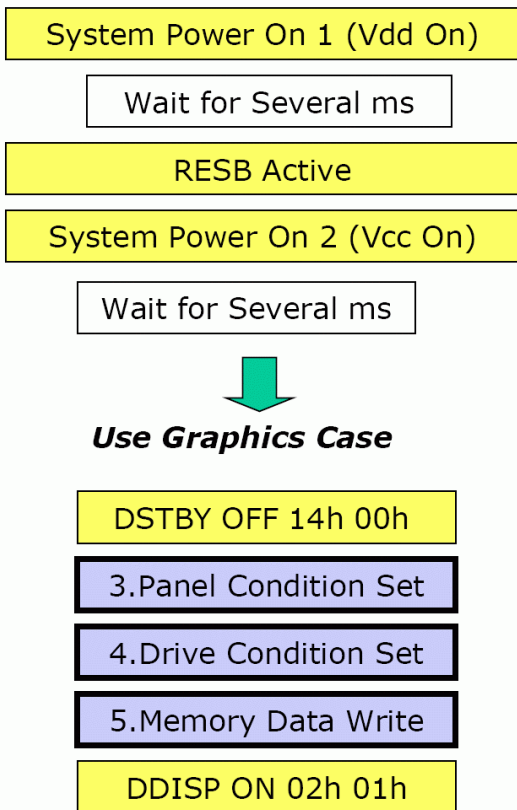 System Power On 1 (Vdd On)
Wait for Several ms
RESB Active
System Power On 2 (Vcc On)
Wait for Several ms
Use Graphics Case
DSTBY OFF 14h 00h
3.Panel Condition Set
4.Drive Condition Set
5.Memory Data Write
DDISP ON 02h 01h